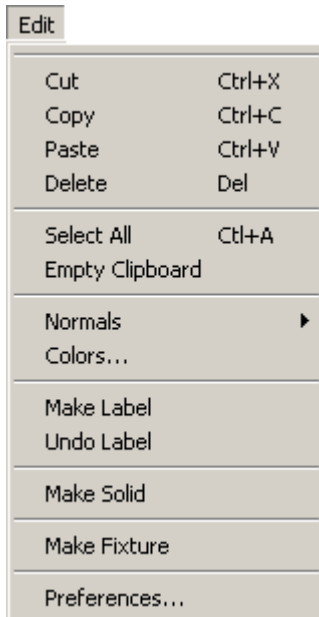 Edit
Cut Ctrl+X
Copy Ctrl+C
Paste Ctrl+V
Delete Del
Select All Ctl+A
Empty Clipboard
Normals
Colors...
Make Label
Undo Label
Make Solid
Make Fixture
Preferences...